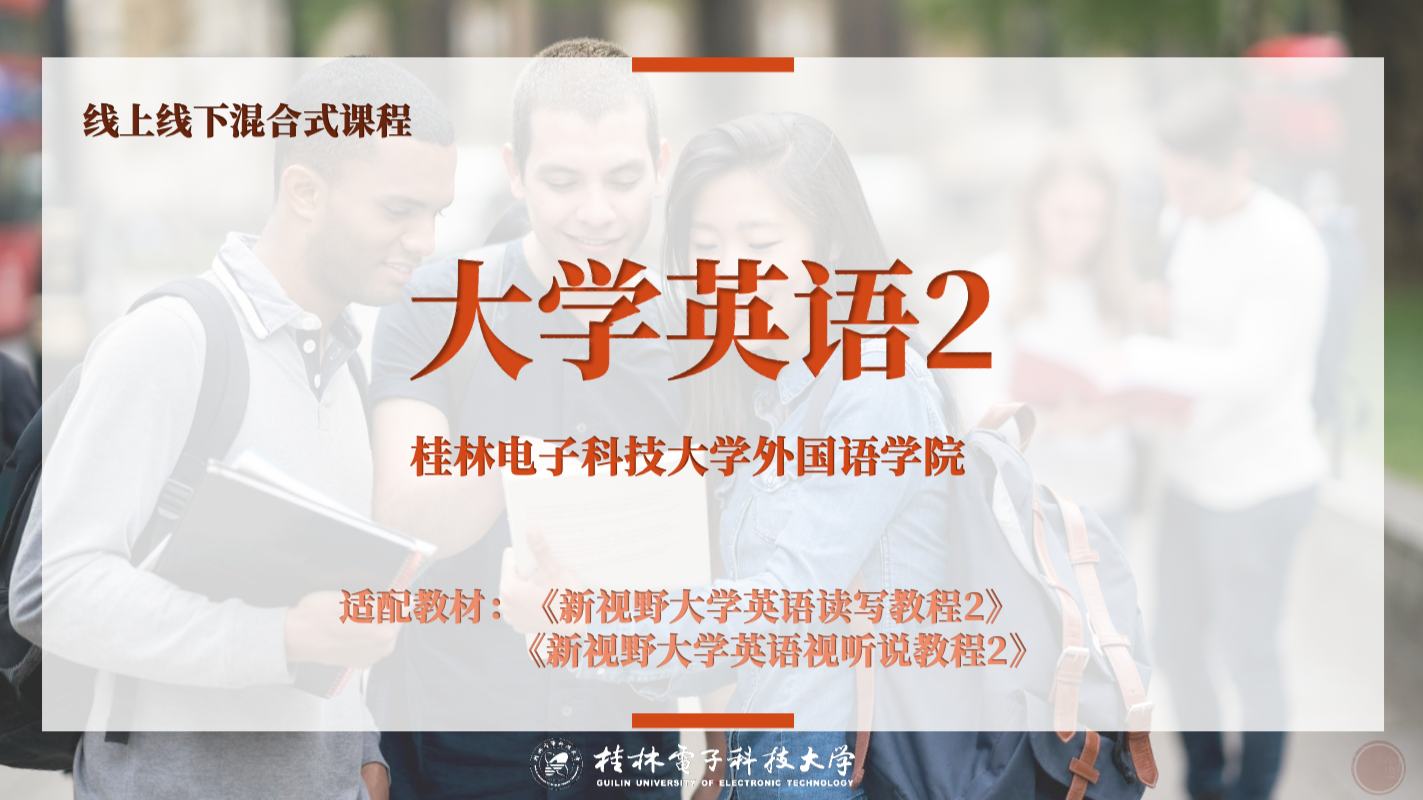 线上线下混合式课程
大学英语2
桂林电子科技大学外国语学院
适配教材：《新视野大学英语读写教程2》
《新视野大学英语视听说教程2》
桂林電子科技大学
GUILIN UNIVERSITY OF ELECTRONIC TECHNOLOGY